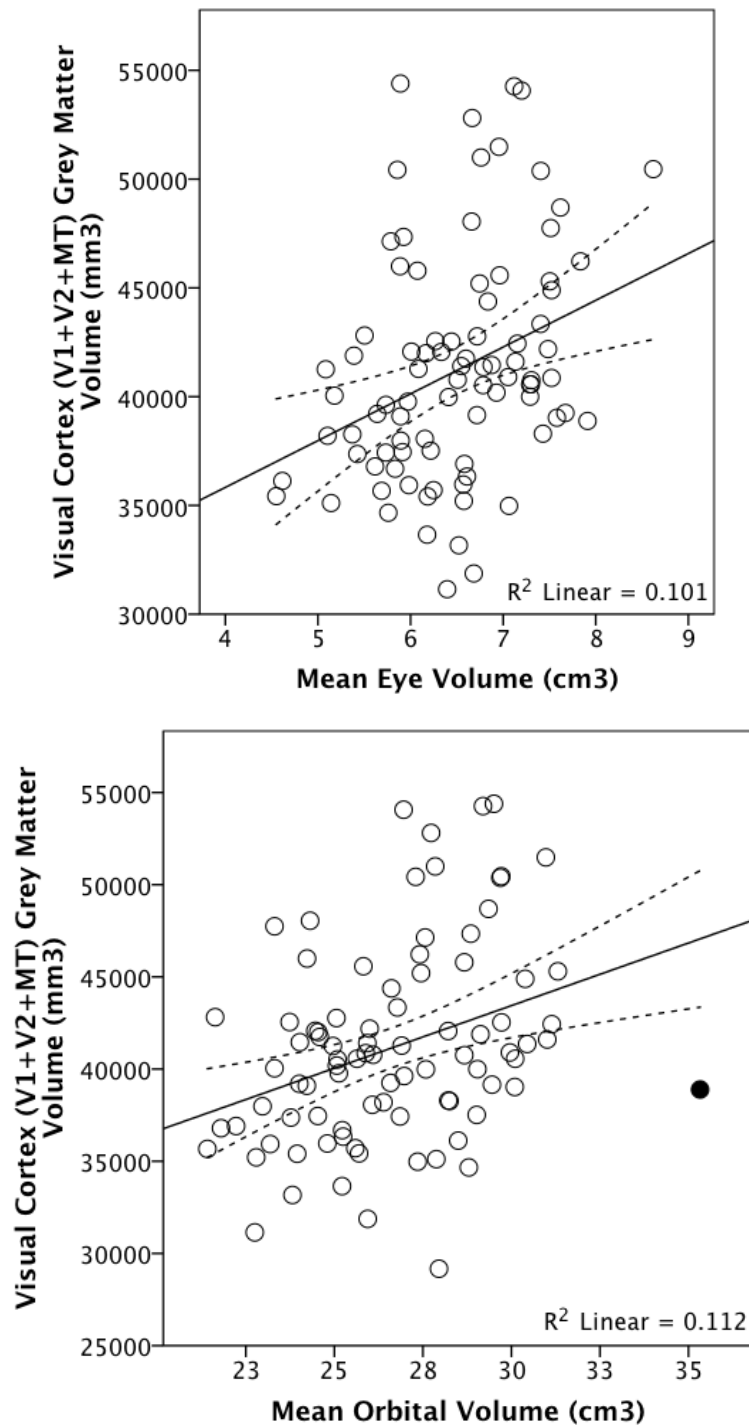 Visual Cortex (V1+V2+MT) Grey Matter
Volume (mm3)
55000
50000
45000
40000
35000
30000
R² Linear = 0.101
4 5 6 7 8 9
Mean Eye Volume (cm3)
Visual Cortex (V1+V2+MT) Grey Matter
Volume (mm3)
55000
50000
45000
40000
35000
30000
25000
R² Linear = 0.112
23 25 28 30 33 35
Mean Orbital Volume (cm3)